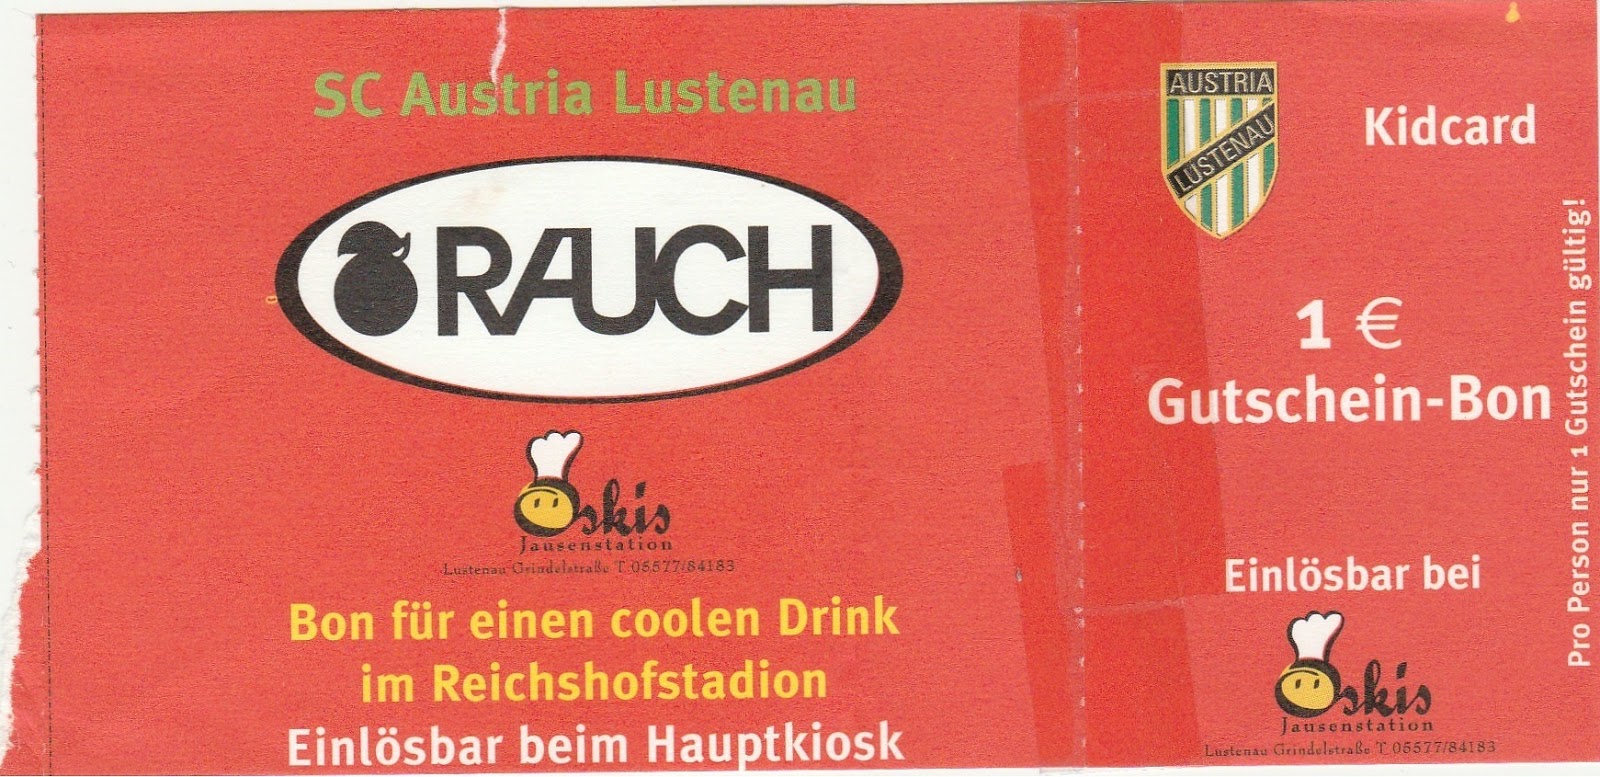 SC Austria Lustenau
RAUCH
Oskis
Jausenstation
Lustenau Grindelstraße T 05577/84183
Bon für einen coolen Drink
im Reichshofstadion
Einlösbar beim Hauptkiosk
AUSTRIA
LUSTENAU
Kidcard
1 €
Gutschein-Bon
Einlösbar bei
Oskis
Jausenstation
Lustenau Grindelstraße T 05577/84183
Pro Person nur 1 Gutschein gültig!